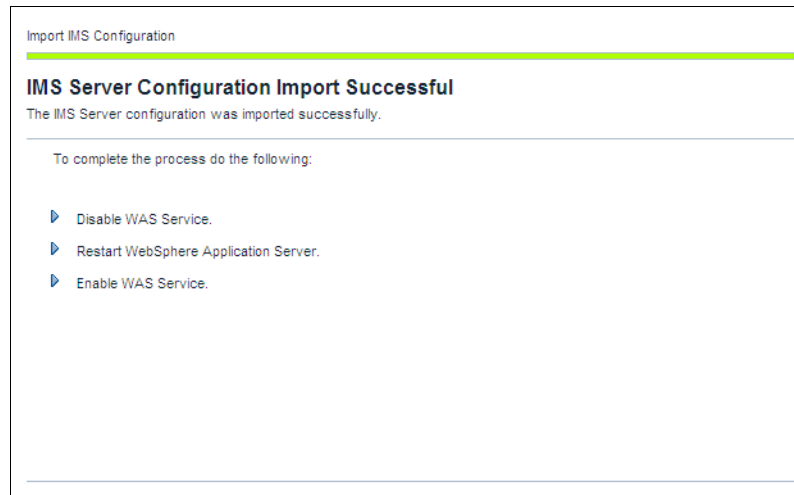 Import IMS Configuration
IMS Server Configuration Import Successful
The IMS Server configuration was imported successfully.
To complete the process do the following:
Disable WAS Service.
Restart WebSphere Application Server.
Enable WAS Service.